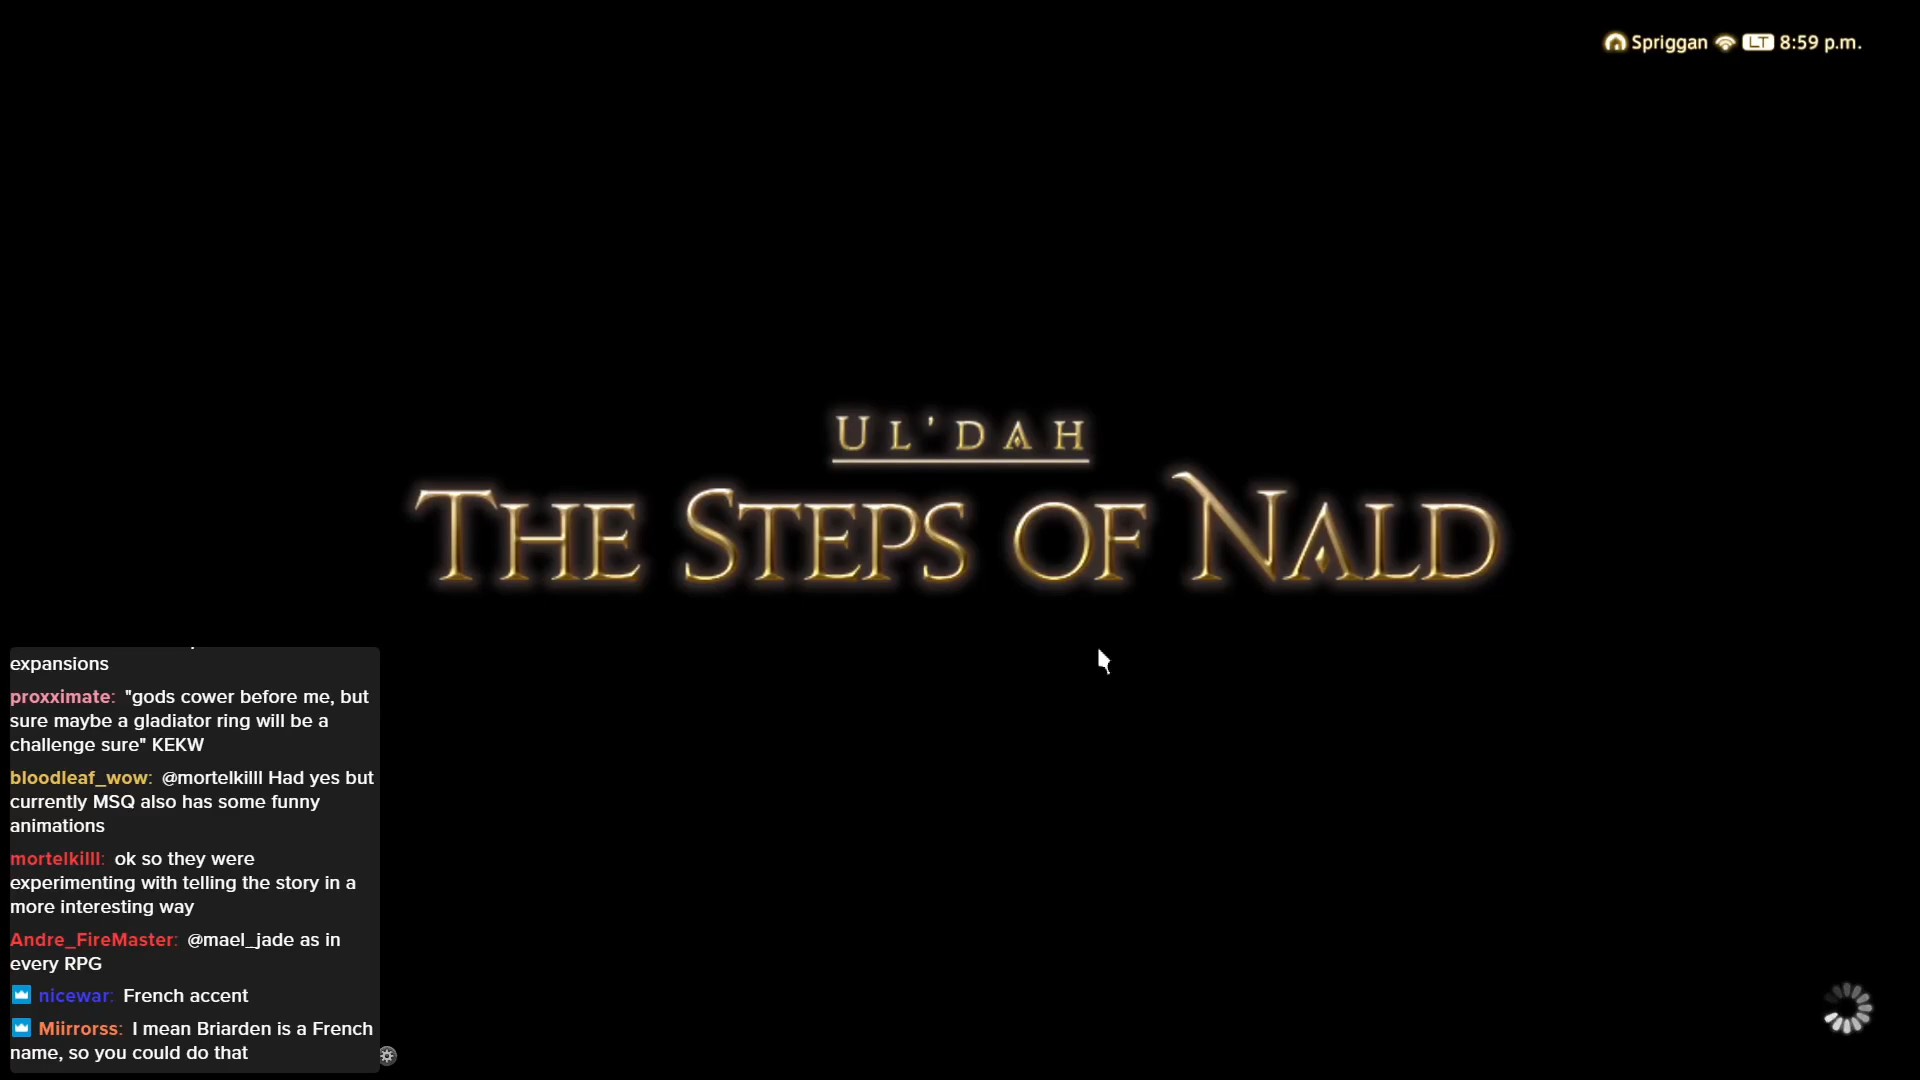 Spriggan LT 8:59 p.m.
UL'DAH
THE STEPS OF NALD
expansions
proxximate: "gods cower before me, but
sure maybe a gladiator ring will be a
challenge sure" KEKW
bloodleaf_wow: @mortelkilll Had yes but
currently MSQ also has some funny
animations
mortelkilll: ok so they were
experimenting with telling the story in a
more interesting way
Andre_FireMaster: @mael_jade as in
every RPG
nicewar: French accent
Miirrorss: I mean Briarden is a French
name, so you could do that